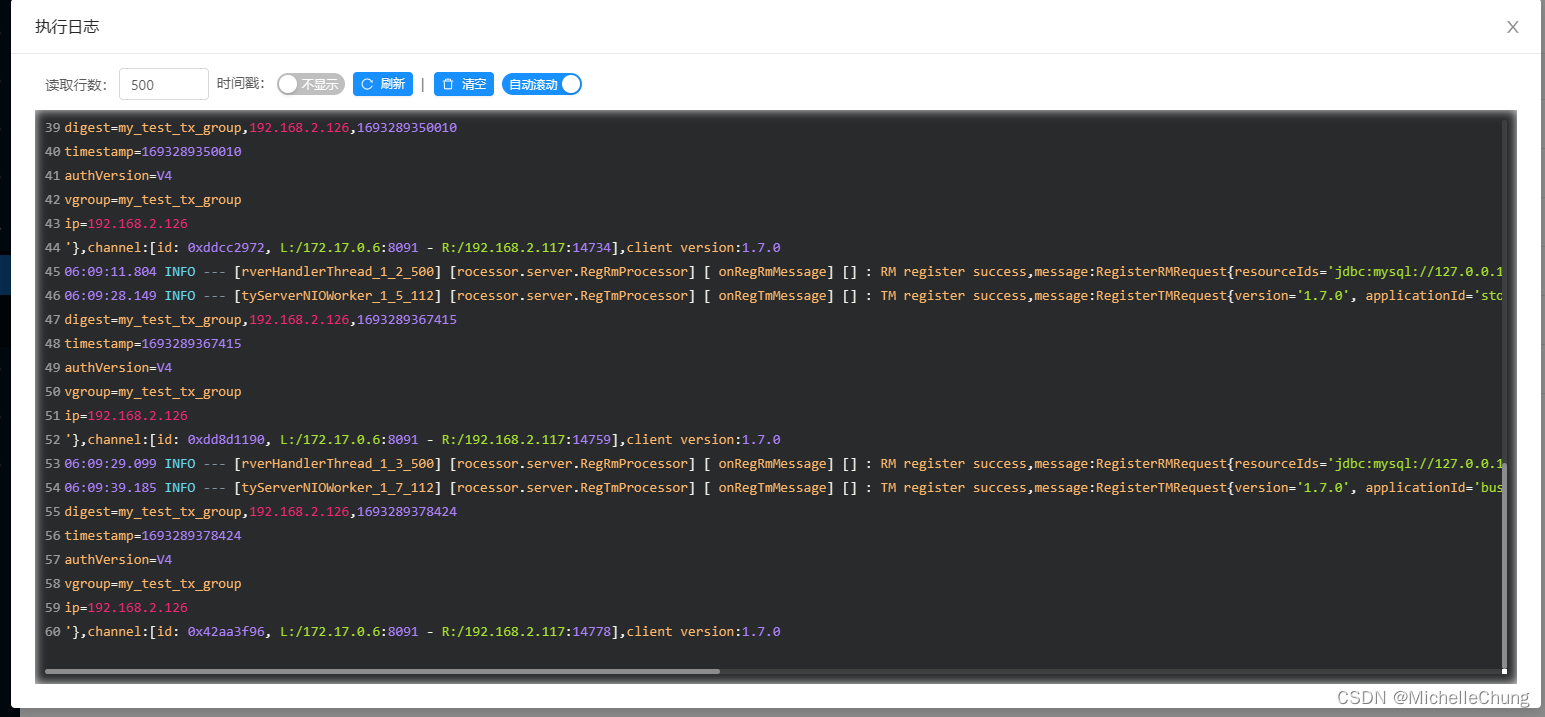 执行日志
读取行数: 500 时间戳: 不显示 刷新 | 清空 自动滚动
39 digest=my_test_tx_group,192.168.2.126,1693289350010
40 timestamp=1693289350010
41 authVersion=V4
42 vgroup=my_test_tx_group
43 ip=192.168.2.126
44 '},channel:[id: 0xddcc2972, L:/172.17.0.6:8091 - R:/192.168.2.117:14734],client version:1.7.0
45 06:09:11.804 INFO --- [rverHandlerThread_1_2_500] [rocessor.server.RegRmProcessor] [ onRegRmMessage] [] : RM register success,message:RegisterRMRequest{resourceIds='jdbc:mysql://127.0.0.1
46 06:09:28.149 INFO --- [tyServerNIOWorker_1_5_112] [rocessor.server.RegTmProcessor] [ onRegTmMessage] [] : TM register success,message:RegisterTMRequest{version='1.7.0', applicationId='sto
47 digest=my_test_tx_group,192.168.2.126,1693289367415
48 timestamp=1693289367415
49 authVersion=V4
50 vgroup=my_test_tx_group
51 ip=192.168.2.126
52 '},channel:[id: 0xdd8d1190, L:/172.17.0.6:8091 - R:/192.168.2.117:14759],client version:1.7.0
53 06:09:29.099 INFO --- [rverHandlerThread_1_3_500] [rocessor.server.RegRmProcessor] [ onRegRmMessage] [] : RM register success,message:RegisterRMRequest{resourceIds='jdbc:mysql://127.0.0.1
54 06:09:39.185 INFO --- [tyServerNIOWorker_1_7_112] [rocessor.server.RegTmProcessor] [ onRegTmMessage] [] : TM register success,message:RegisterTMRequest{version='1.7.0', applicationId='bus
55 digest=my_test_tx_group,192.168.2.126,1693289378424
56 timestamp=1693289378424
57 authVersion=V4
58 vgroup=my_test_tx_group
59 ip=192.168.2.126
60 '},channel:[id: 0x42aa3f96, L:/172.17.0.6:8091 - R:/192.168.2.117:14778],client version:1.7.0
CSDN @MichelleChung